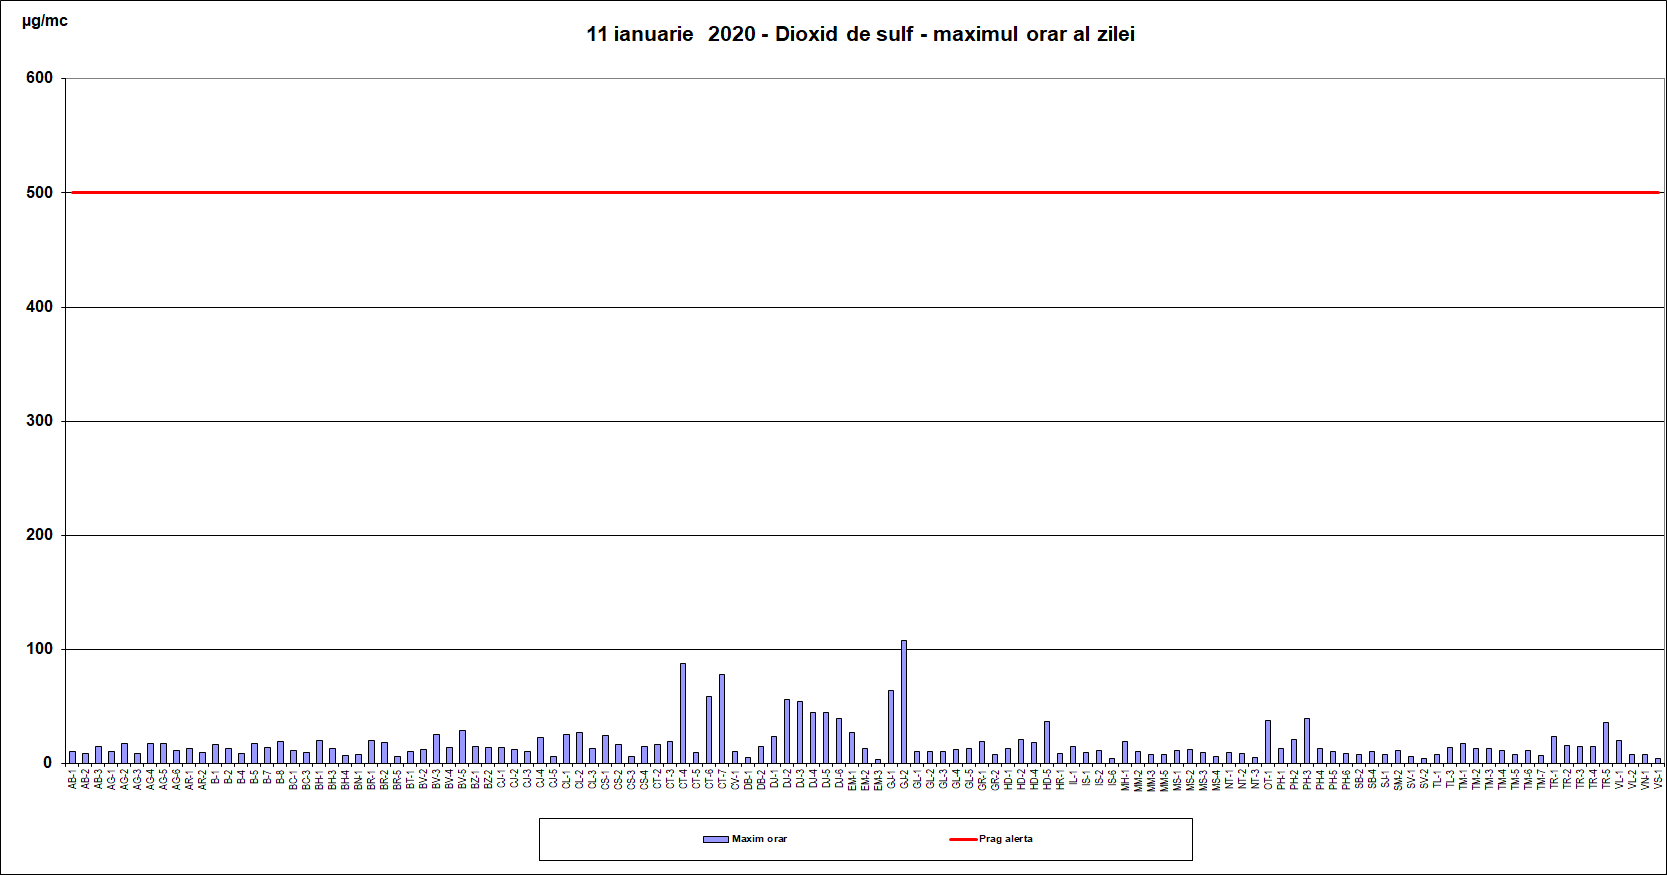 µg/mc
11 ianuarie 2020 - Dioxid de sulf - maximul orar al zilei
600
500
400
300
200
100
0
AB-1 AB-2 AB-3 AG-1 AG-2 AG-3 AG-4 AG-5 AG-6 AR-1 AR-2 B-1 B-2 B-4 B-5 B-7 B-8 BC-1 BC-3 BH-1 BH-3 BH-4 BN-1 BR-1 BR-2 BR-5 BT-1 BV-2 BV-3 BV-4 BV-5 BZ-1 BZ-2 CJ-1 CJ-2 CJ-3 CJ-4 CJ-5 CL-1 CL-2 CL-3 CS-1 CS-2 CS-3 CS-4 CT-2 CT-3 CT-4 CT-5 CT-6 CT-7 CV-1 DB-1 DB-2 DJ-1 DJ-2 DJ-3 DJ-4 DJ-5 DJ-6 EM-1 EM-2 EM-3 GJ-1 GJ-2 GL-1 GL-2 GL-3 GL-4 GL-5 GR-1 GR-2 HD-1 HD-2 HD-4 HD-5 HR-1 IL-1 IS-1 IS-2 IS-6 MH-1 MM-2 MM-3 MM-5 MS-1 MS-2 MS-3 MS-4 NT-1 NT-2 NT-3 OT-1 PH-1 PH-2 PH-3 PH-4 PH-5 PH-6 SB-2 SB-4 SJ-1 SM-2 SV-1 SV-2 TL-1 TL-3 TM-1 TM-2 TM-3 TM-4 TM-5 TM-6 TM-7 TR-1 TR-2 TR-3 TR-4 TR-5 VL-1 VL-2 VN-1 VS-1
Maxim orar Prag alerta